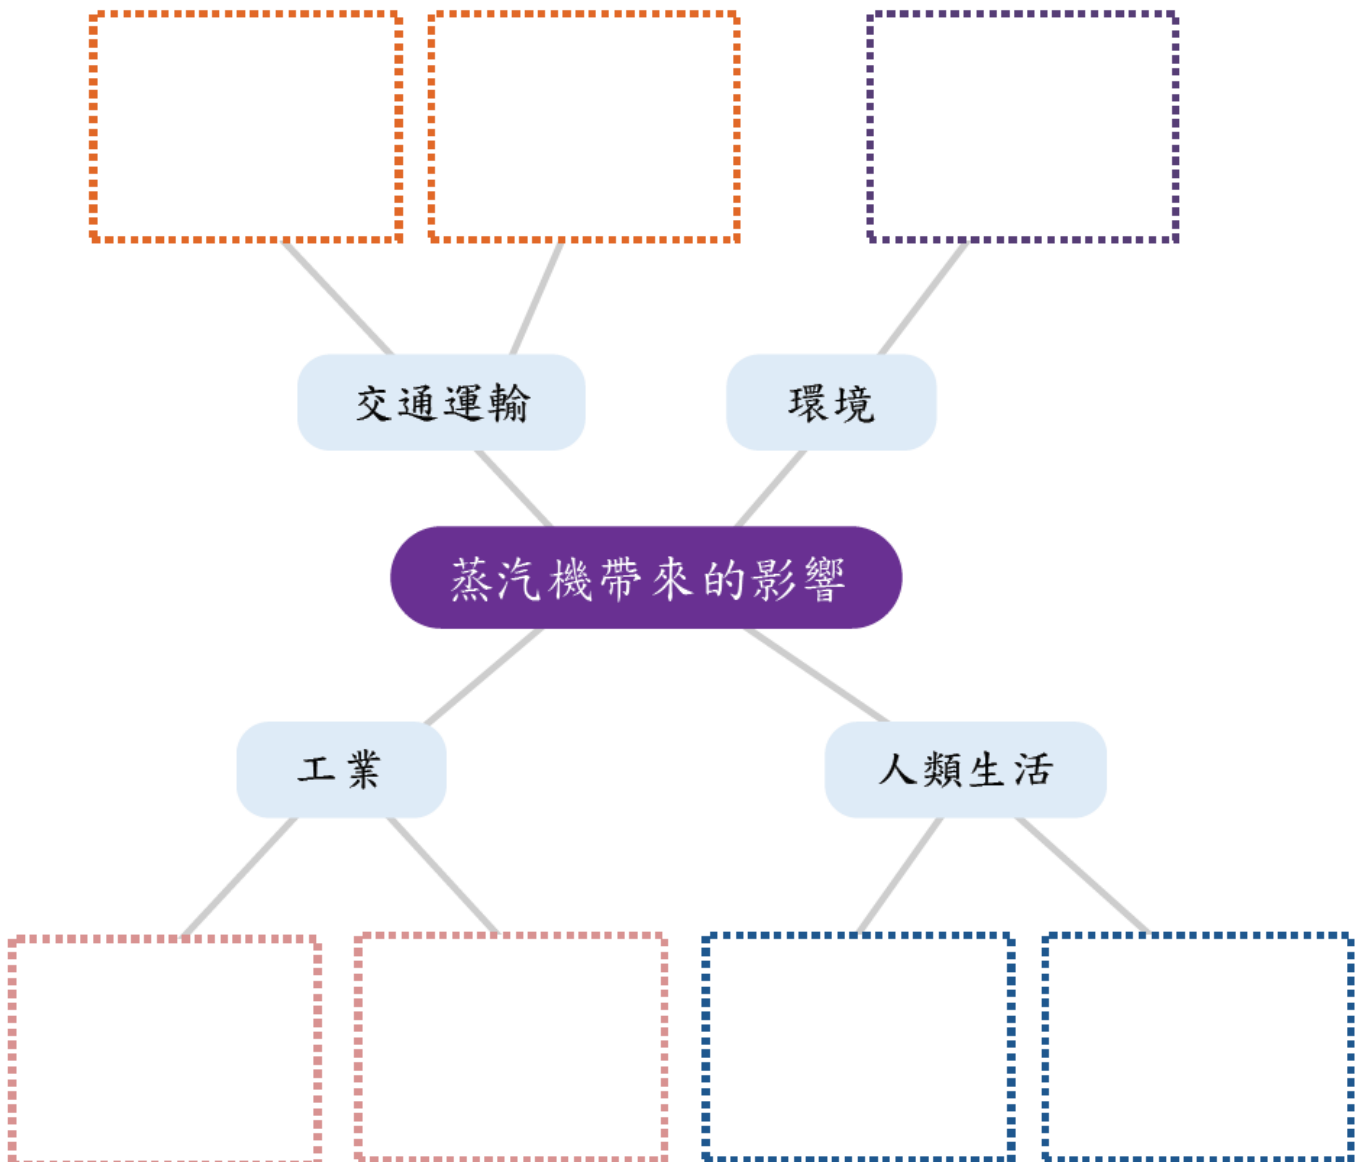 交通運輸
環境
蒸汽機帶來的影響
工業
人類生活